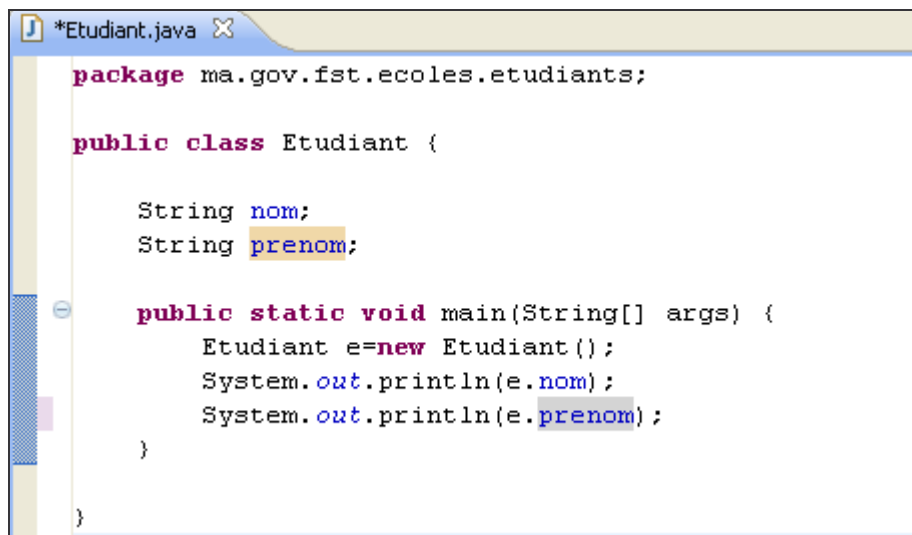 *Etudiant.java
package ma.gov.fst.ecoles.etudiants;
public class Etudiant {
String nom;
String prenom;
public static void main(String[] args) {
Etudiant e=new Etudiant();
System.out.println(e.nom);
System.out.println(e.prenom);
}
}